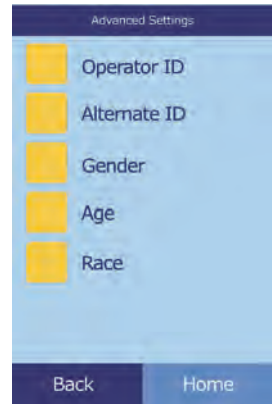 Advanced Settings
Operator ID
Alternate ID
Gender
Age
Race
Back Home